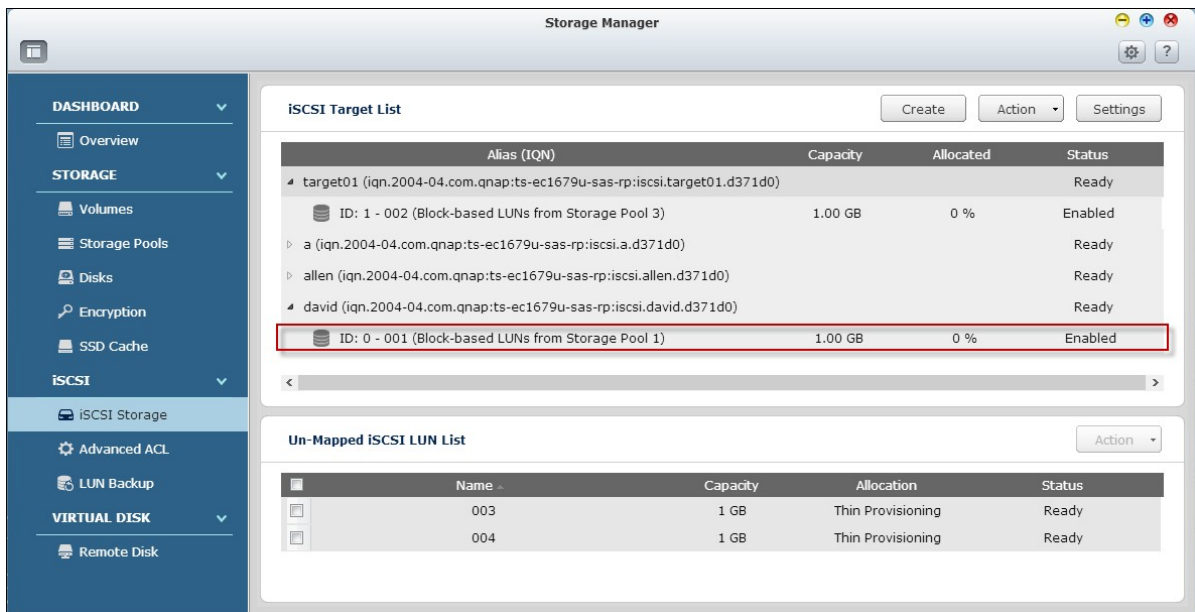 Storage Manager
?
DASHBOARD
Overview
STORAGE
Volumes
Storage Pools
Disks
Encryption
SSD Cache
iSCSI
iSCSI Storage
Advanced ACL
LUN Backup
VIRTUAL DISK
Remote Disk
iSCSI Target List Create Action Settings
Alias (IQN) Capacity Allocated Status
target01 (iqn.2004-04.com.qnap:ts-ec1679u-sas-rp:iscsi.target01.d371d0) Ready
ID: 1 - 002 (Block-based LUNs from Storage Pool 3) 1.00 GB 0 % Enabled
a (iqn.2004-04.com.qnap:ts-ec1679u-sas-rp:iscsi.a.d371d0) Ready
allen (iqn.2004-04.com.qnap:ts-ec1679u-sas-rp:iscsi.allen.d371d0) Ready
david (iqn.2004-04.com.qnap:ts-ec1679u-sas-rp:iscsi.david.d371d0) Ready
ID: 0 - 001 (Block-based LUNs from Storage Pool 1) 1.00 GB 0 % Enabled
Un-Mapped iSCSI LUN List Action
Name Capacity Allocation Status
003 1 GB Thin Provisioning Ready
004 1 GB Thin Provisioning Ready